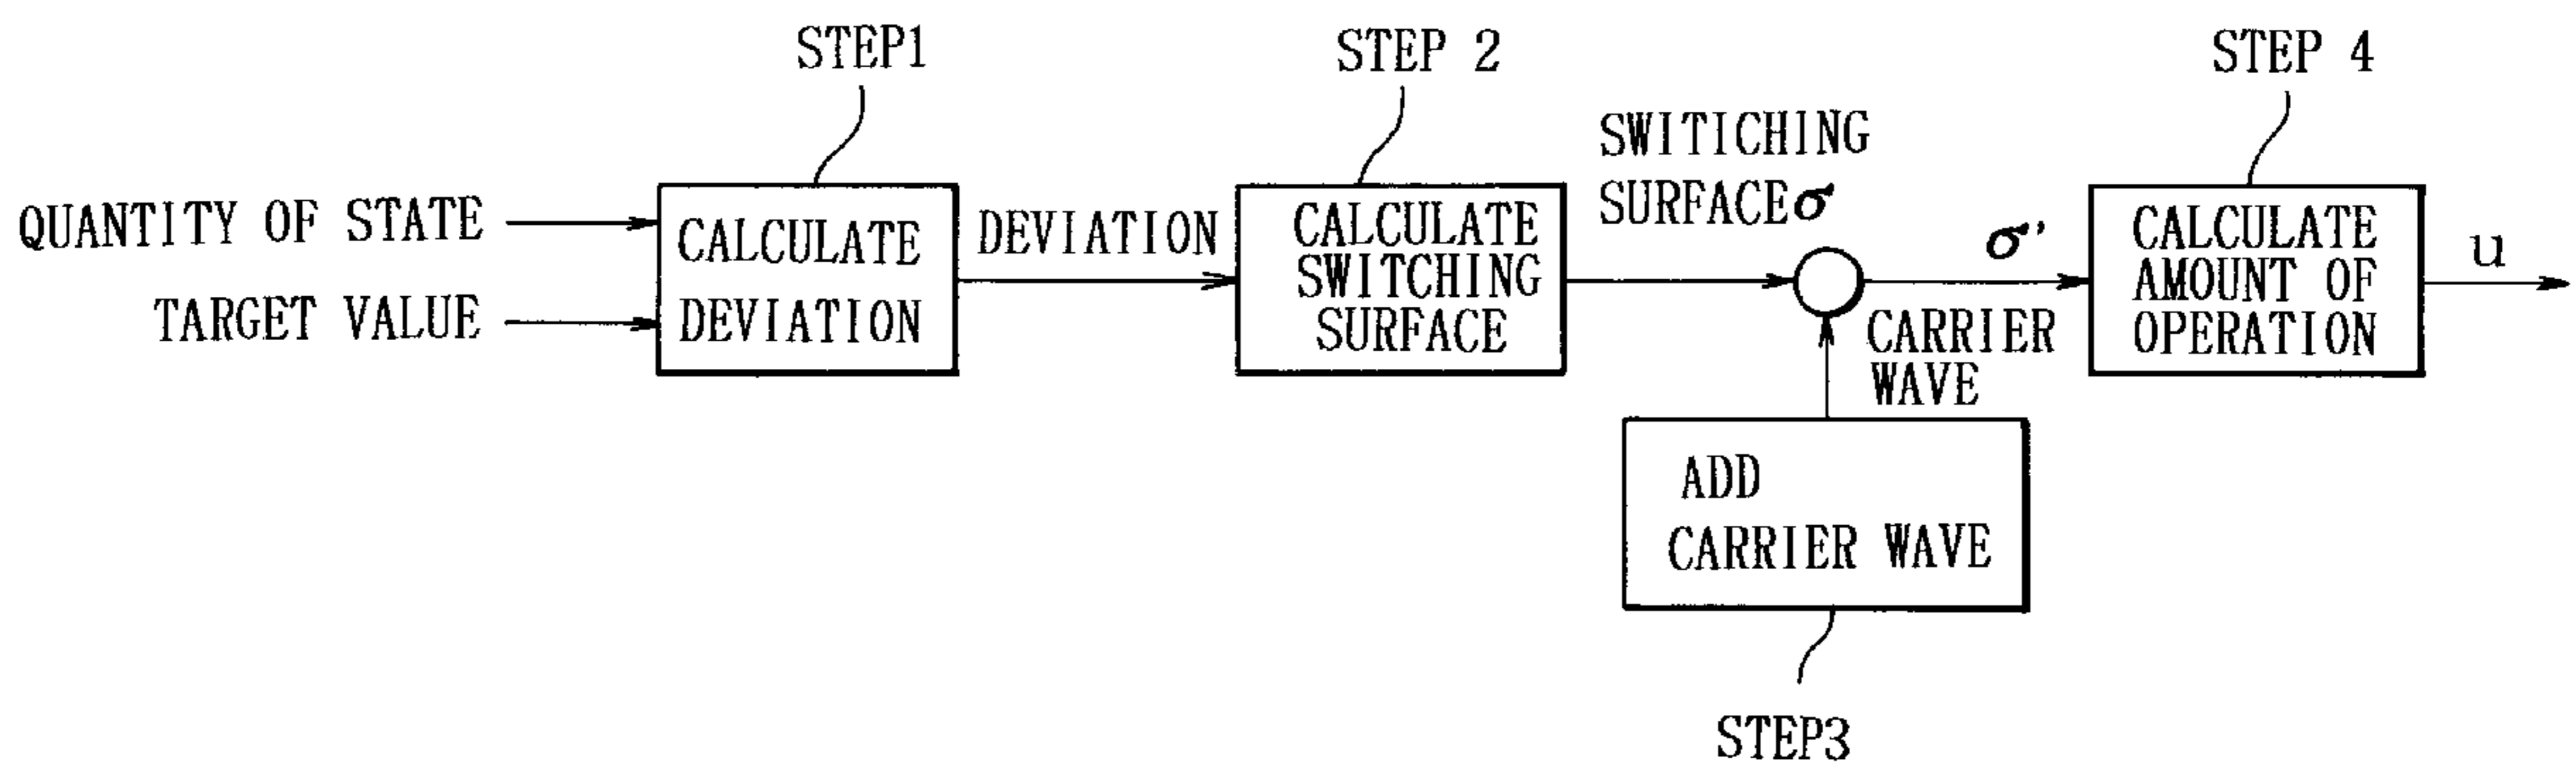 STEP1
STEP 2
STEP 4
SWITICHING
SURFACE σ
QUANTITY OF STATE
TARGET VALUE
CALCULATE
DEVIATION
DEVIATION
CALCULATE
SWITCHING
SURFACE
σ'
CARRIER
WAVE
CALCULATE
AMOUNT OF
OPERATION
u
ADD
CARRIER WAVE
STEP3